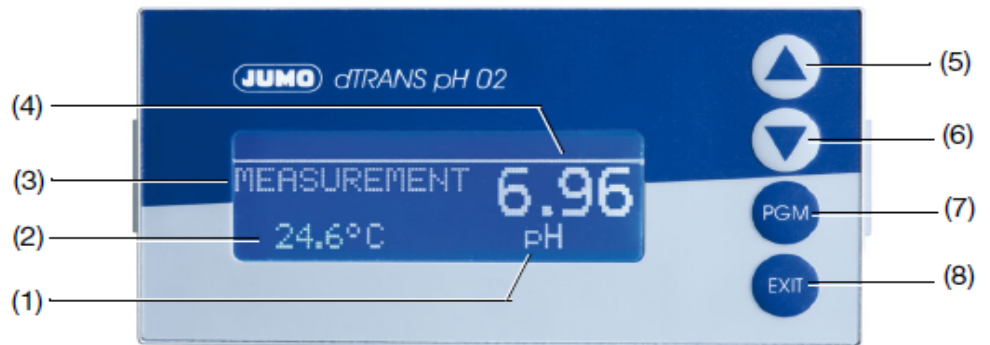 JUMO dTRANS pH 02
(5)
(4)
(6)
(3)
MEASUREMENT 6.96
PGM
(7)
(2)
24.6°C pH
(1)
EXIT
(8)